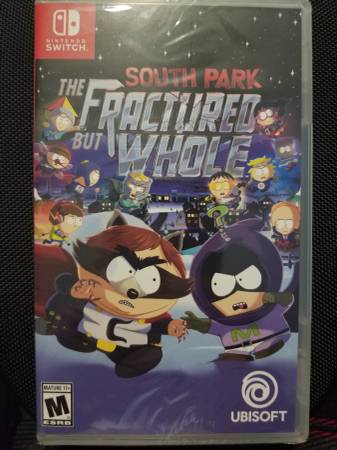 NINTENDO
SWITCH
SOUTH PARK
THE FRACTURED
BUT WHOLE
M
MATURE 17+
M
ESRB
UBISOFT